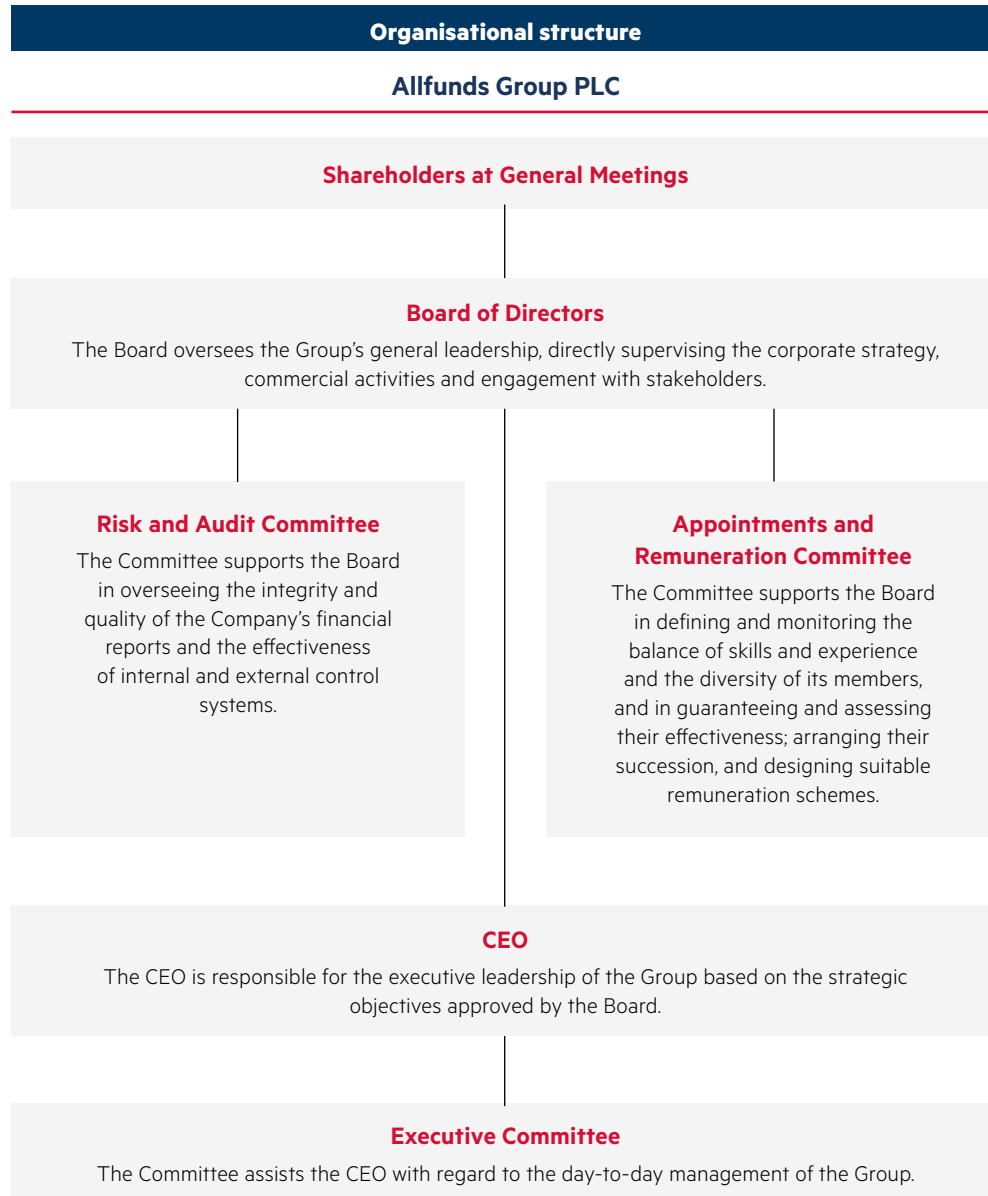 Organisational structure
Allfunds Group PLC
Shareholders at General Meetings
Board of Directors
The Board oversees the Group’s general leadership, directly supervising the corporate strategy,
commercial activities and engagement with stakeholders.
Risk and Audit Committee
The Committee supports the Board
in overseeing the integrity and
quality of the Company’s financial
reports and the effectiveness
of internal and external control
systems.
Appointments and
Remuneration Committee
The Committee supports the Board
in defining and monitoring the
balance of skills and experience
and the diversity of its members,
and in guaranteeing and assessing
their effectiveness; arranging their
succession, and designing suitable
remuneration schemes.
CEO
The CEO is responsible for the executive leadership of the Group based on the strategic
objectives approved by the Board.
Executive Committee
The Committee assists the CEO with regard to the day-to-day management of the Group.